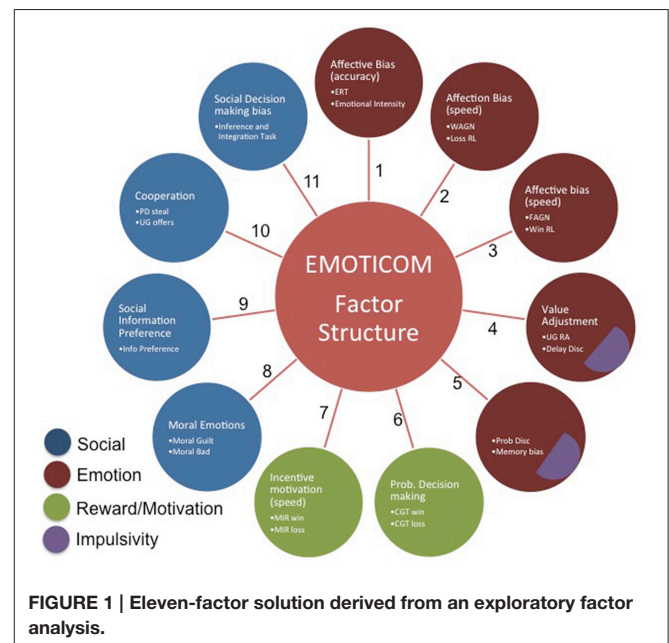 Affective Bias
(accuracy)
•ERT
•Emotional Intensity
1
Affection Bias
(speed)
•WAGN
•Loss RL
2
Affective bias
(speed)
•FAGN
•Win RL
3
Value
Adjustment
•UG RA
•Delay Disc
4
•Prob Disc
•Memory bias
5
Prob. Decision
making
•CGT win
•CGT loss
6
Incentive
motivation
(speed)
•MIR win
•MIR loss
7
Moral Emotions
•Moral Guilt
•Moral Bad
8
Social
Information
Preference
•Info Preference
9
Cooperation
•PD steal
•UG offers
10
Social Decision
making bias
•Inference and
Integration Task
11
EMOTICOM
Factor
Structure
Social
Emotion
Reward/Motivation
Impulsivity
FIGURE 1 | Eleven-factor solution derived from an exploratory factor
analysis.